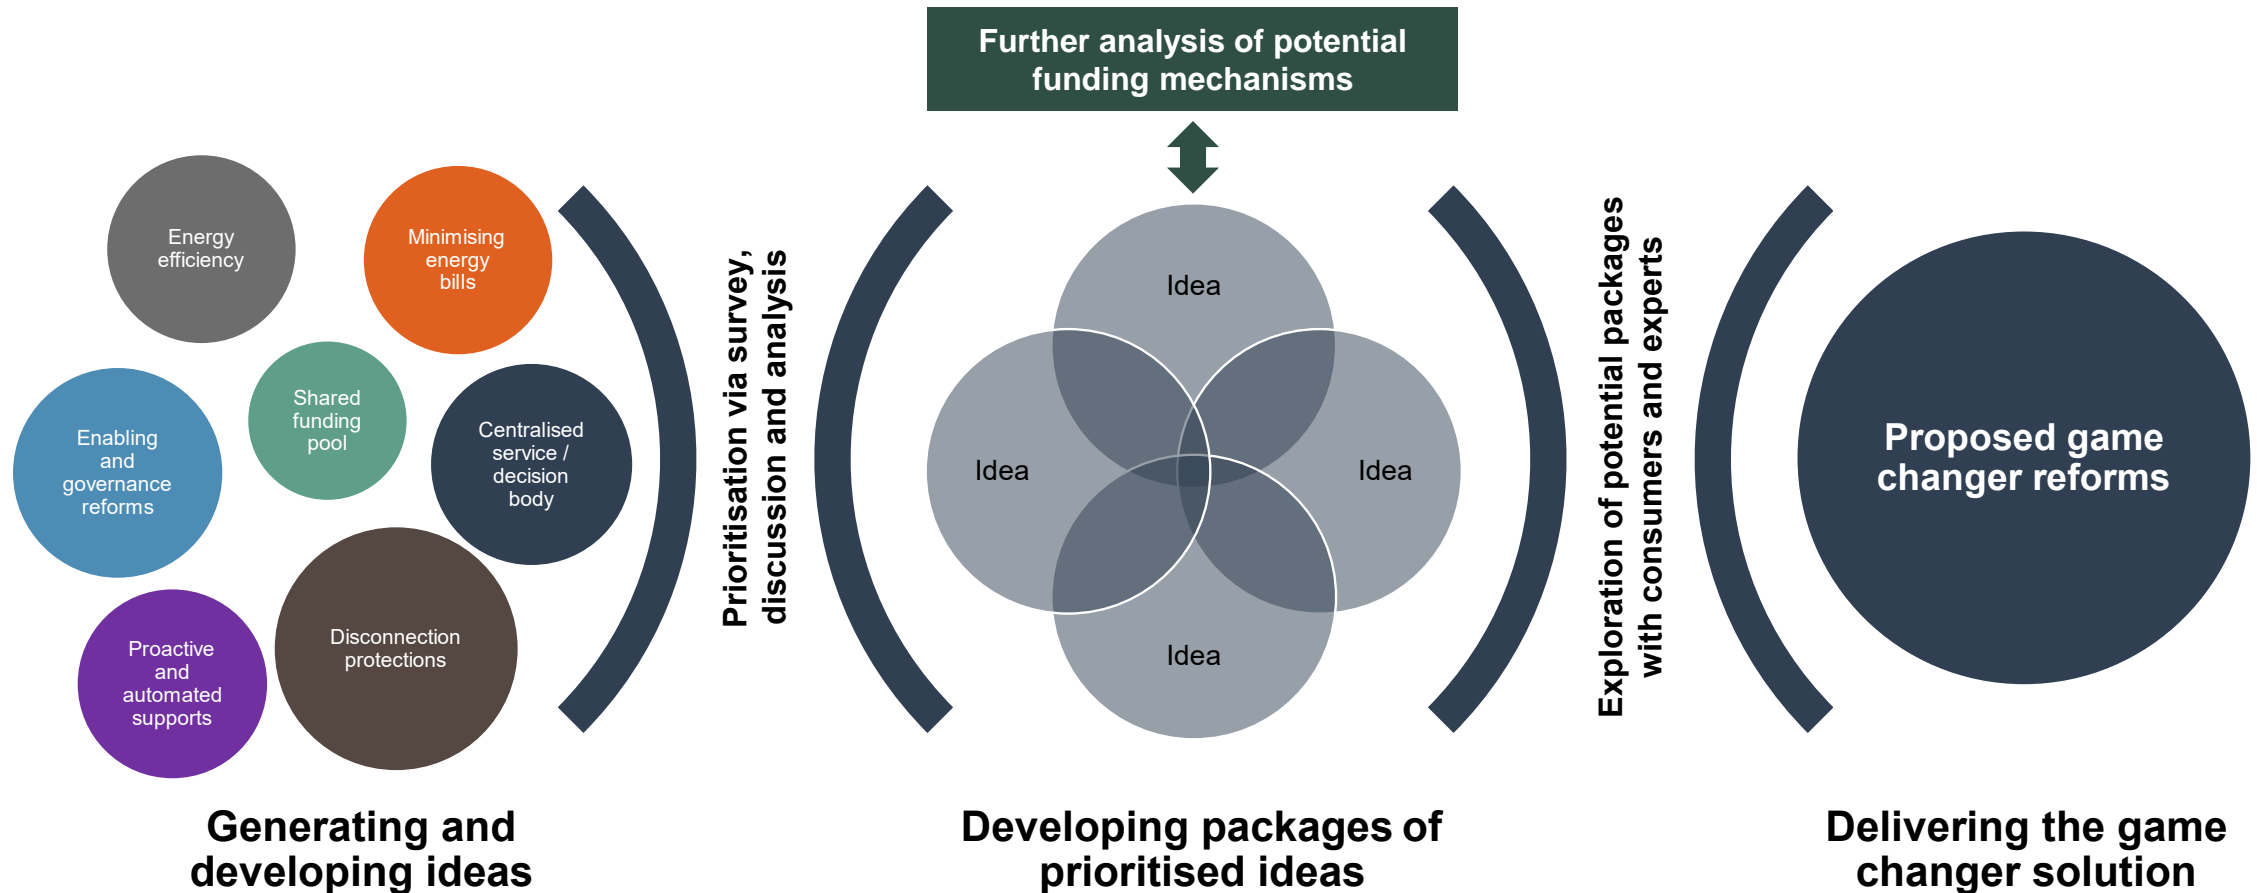 Further analysis of potential
funding mechanisms
Energy
efficiency
Minimising
energy
bills
Shared
funding
pool
Enabling
and
governance
reforms
Centralised
service /
decision
body
Proactive
and
automated
supports
Disconnection
protections
Prioritisation via survey,
discussion and analysis
Idea
Idea
Idea
Idea
Exploration of potential packages
with consumers and experts
Proposed game
changer reforms
Generating and
developing ideas
Developing packages of
prioritised ideas
Delivering the game
changer solution